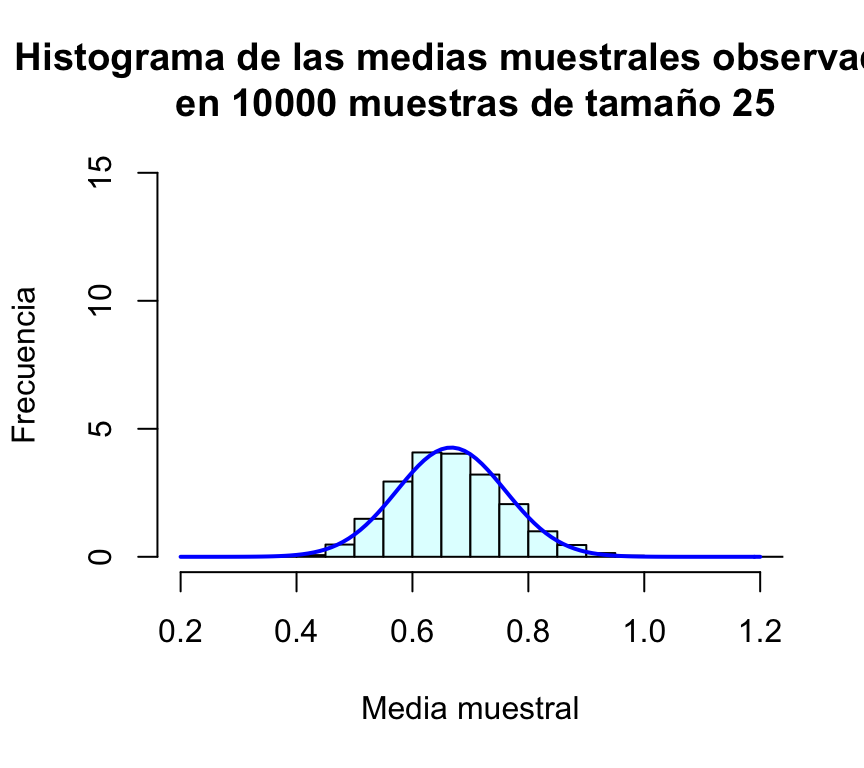 Histograma de las medias muestrales observa
en 10000 muestras de tamaño 25
15
10
5
0
Frecuencia
0.2 0.4 0.6 0.8 1.0 1.2
Media muestral